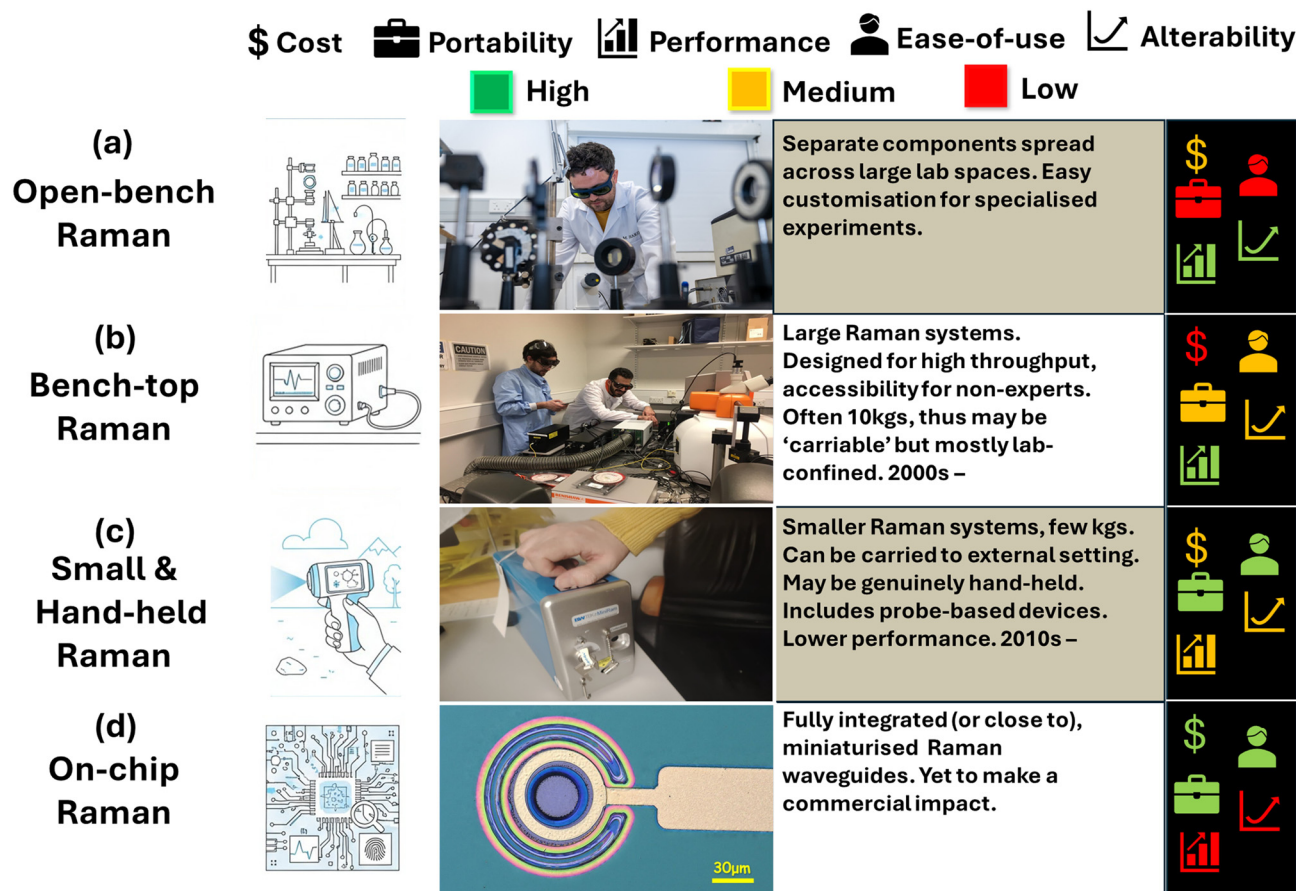 $ Cost Portability Performance Ease-of-use Alterability
High Medium Low
(a)
Open-bench
Raman
Separate components spread
across large lab spaces. Easy
customisation for specialised
experiments.
$
(b)
Bench-top
Raman
CAUTION
Large Raman systems.
Designed for high throughput,
accessibility for non-experts.
Often 10kgs, thus may be
‘carriable’ but mostly lab-
confined. 2000s –
$
(c)
Small &
Hand-held
Raman
Smaller Raman systems, few kgs.
Can be carried to external setting.
May be genuinely hand-held.
Includes probe-based devices.
Lower performance. 2010s –
$
(d)
On-chip
Raman
30µm
Fully integrated (or close to),
miniaturised Raman
waveguides. Yet to make a
commercial impact.
$